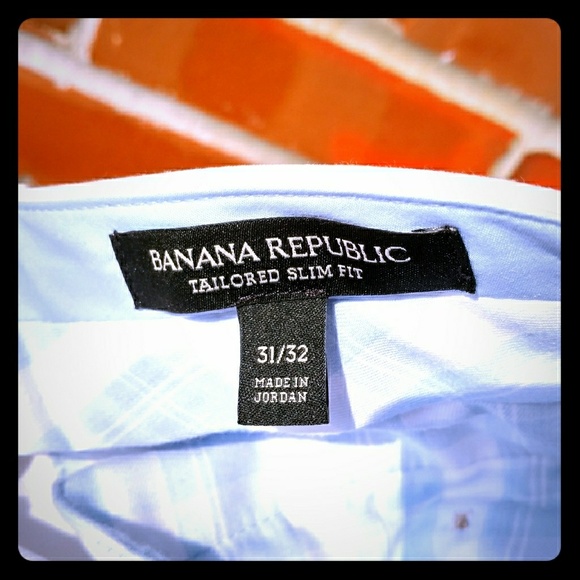 BANANA REPUBLIC
TAILORED SLIM FIT
31/32
MADE IN
JORDAN